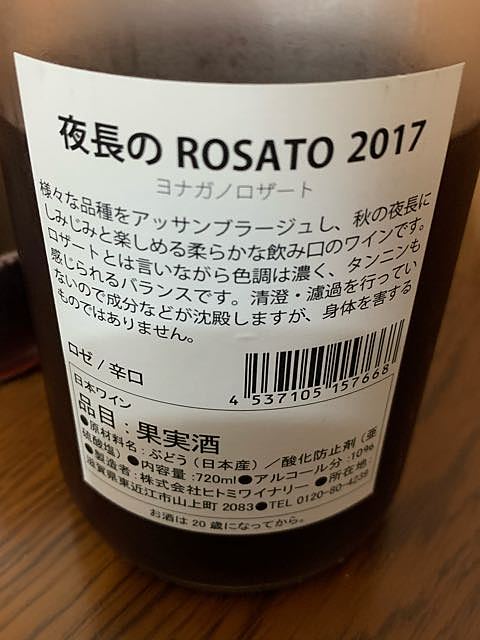 夜長の ROSATO 2017
ヨナガノロザート
様々な品種をアッサンブラージュし、秋の夜長に
しみじみと楽しめる柔らかな飲み口のワインです。
ロザートとは言いながら色調は濃く、タンニンも
感じられるバランスです。清澄・濾過を行ってい
ないので成分などが沈殿しますが、身体を害する
ものではありません。
ロゼ / 辛口
4 537105 157668
日本ワイン
品目：果実酒
●原材料名：ぶどう（日本産）／酸化防止剤（亜
硫酸塩）●内容量：720ml●アルコール分：10%
●製造者：株式会社ヒトミワイナリー ●所在地：
滋賀県東近江市山上町 2083●TEL 0120-80-4239
お酒は 20 歳になってから。